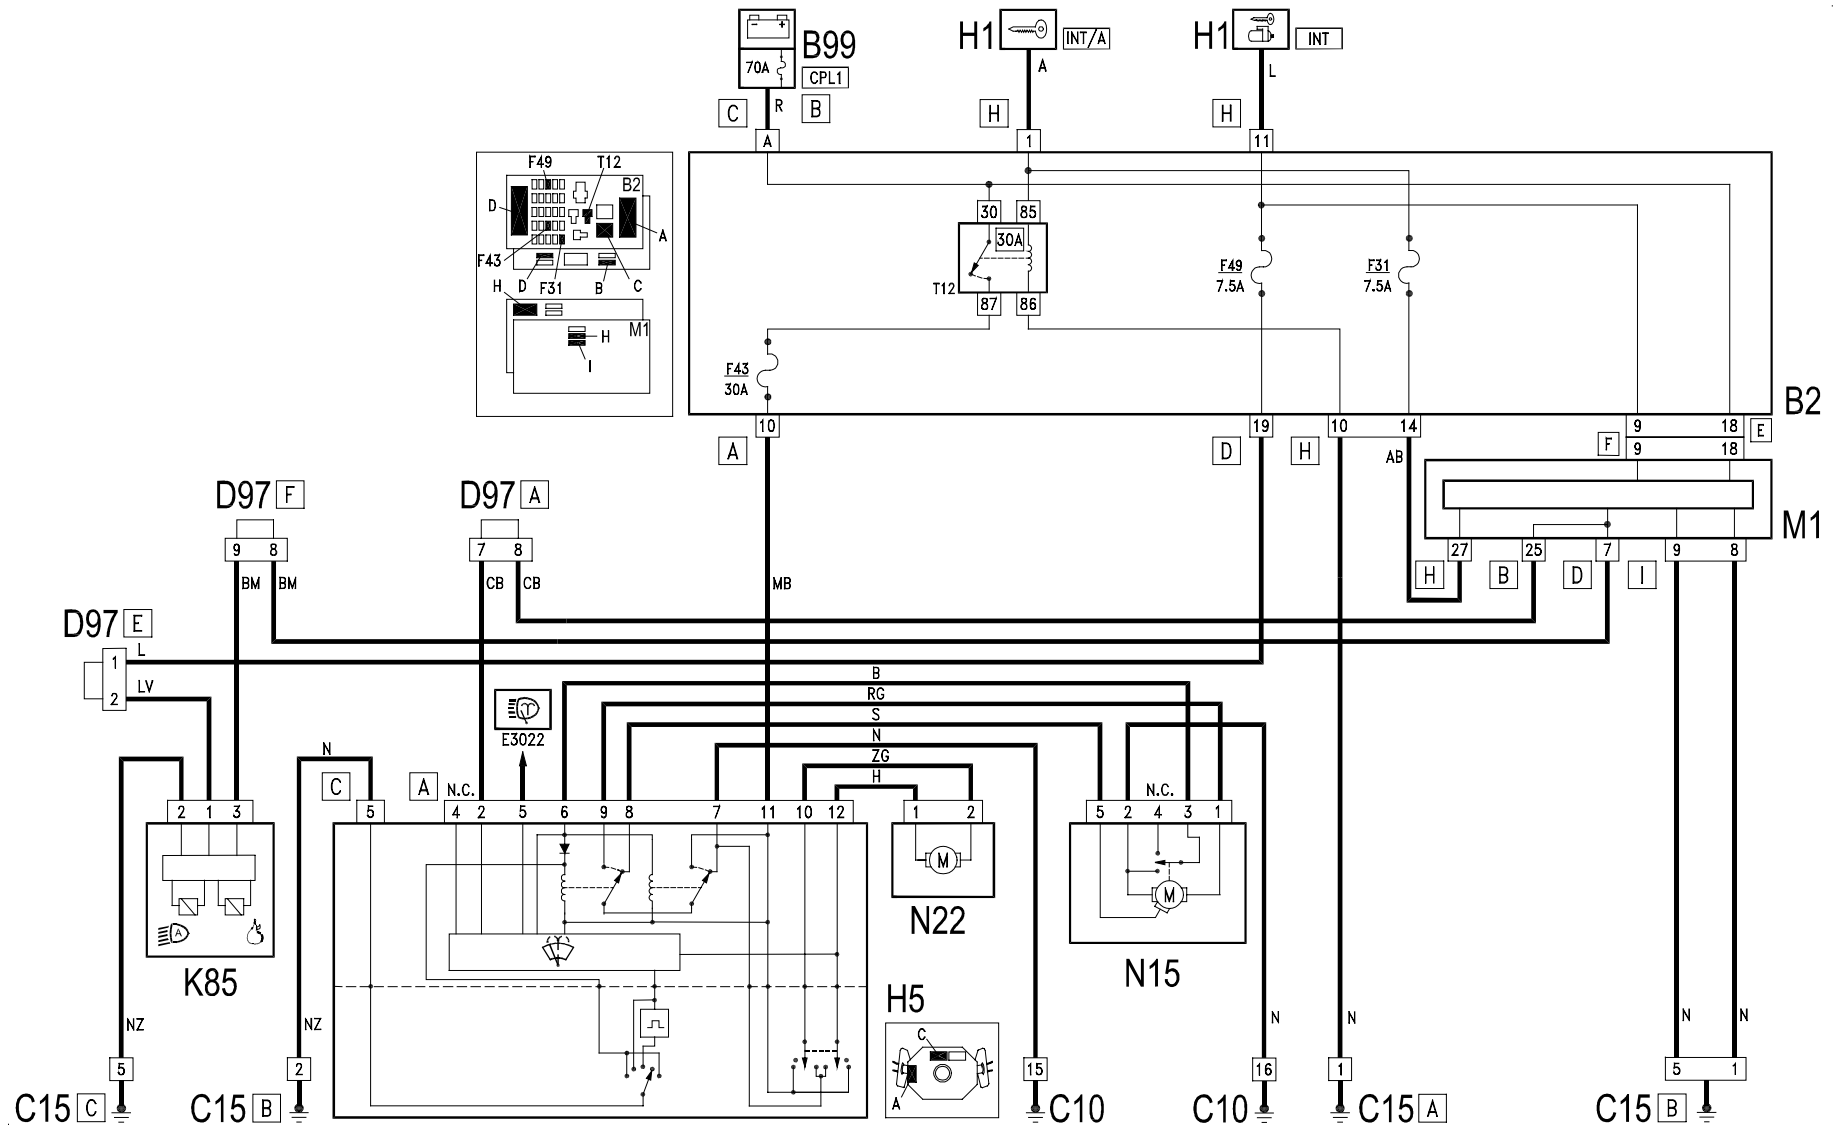 B99
70A
CPL1
R
C
B
A
H1
INT/A
A
H
1
H1
INT
L
H
11
F49
T12
B2
D
A
F43
D
F31
B
C
H
M1
H
I
30
85
30A
T12
87
86
F49
7.5A
F31
7.5A
F43
30A
B2
10
A
19
D
10
H
14
AB
9
18
E
F
9
18
M1
27
25
7
9
8
H
B
D
I
D97 F
9
8
BM
BM
D97 A
7
8
CB
CB
MB
D97 E
1
L
2
LV
B
RG
S
N
ZG
H
E3022
N
C
A
N.C.
2
1
3
5
4
2
5
6
9
8
7
11
10
12
1
2
N.C.
5
2
4
3
1
M
M
A
K85
N22
N15
H5
C
A
NZ
NZ
N
N
N
N
5
2
15
16
1
5
1
C15 C
C15 B
C10
C10
C15 A
C15 B